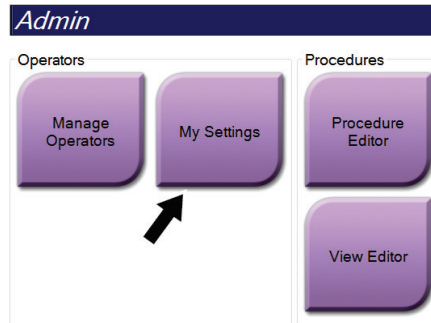 Admin
Operators
Manage
Operators
My Settings
Procedures
Procedure
Editor
View Editor